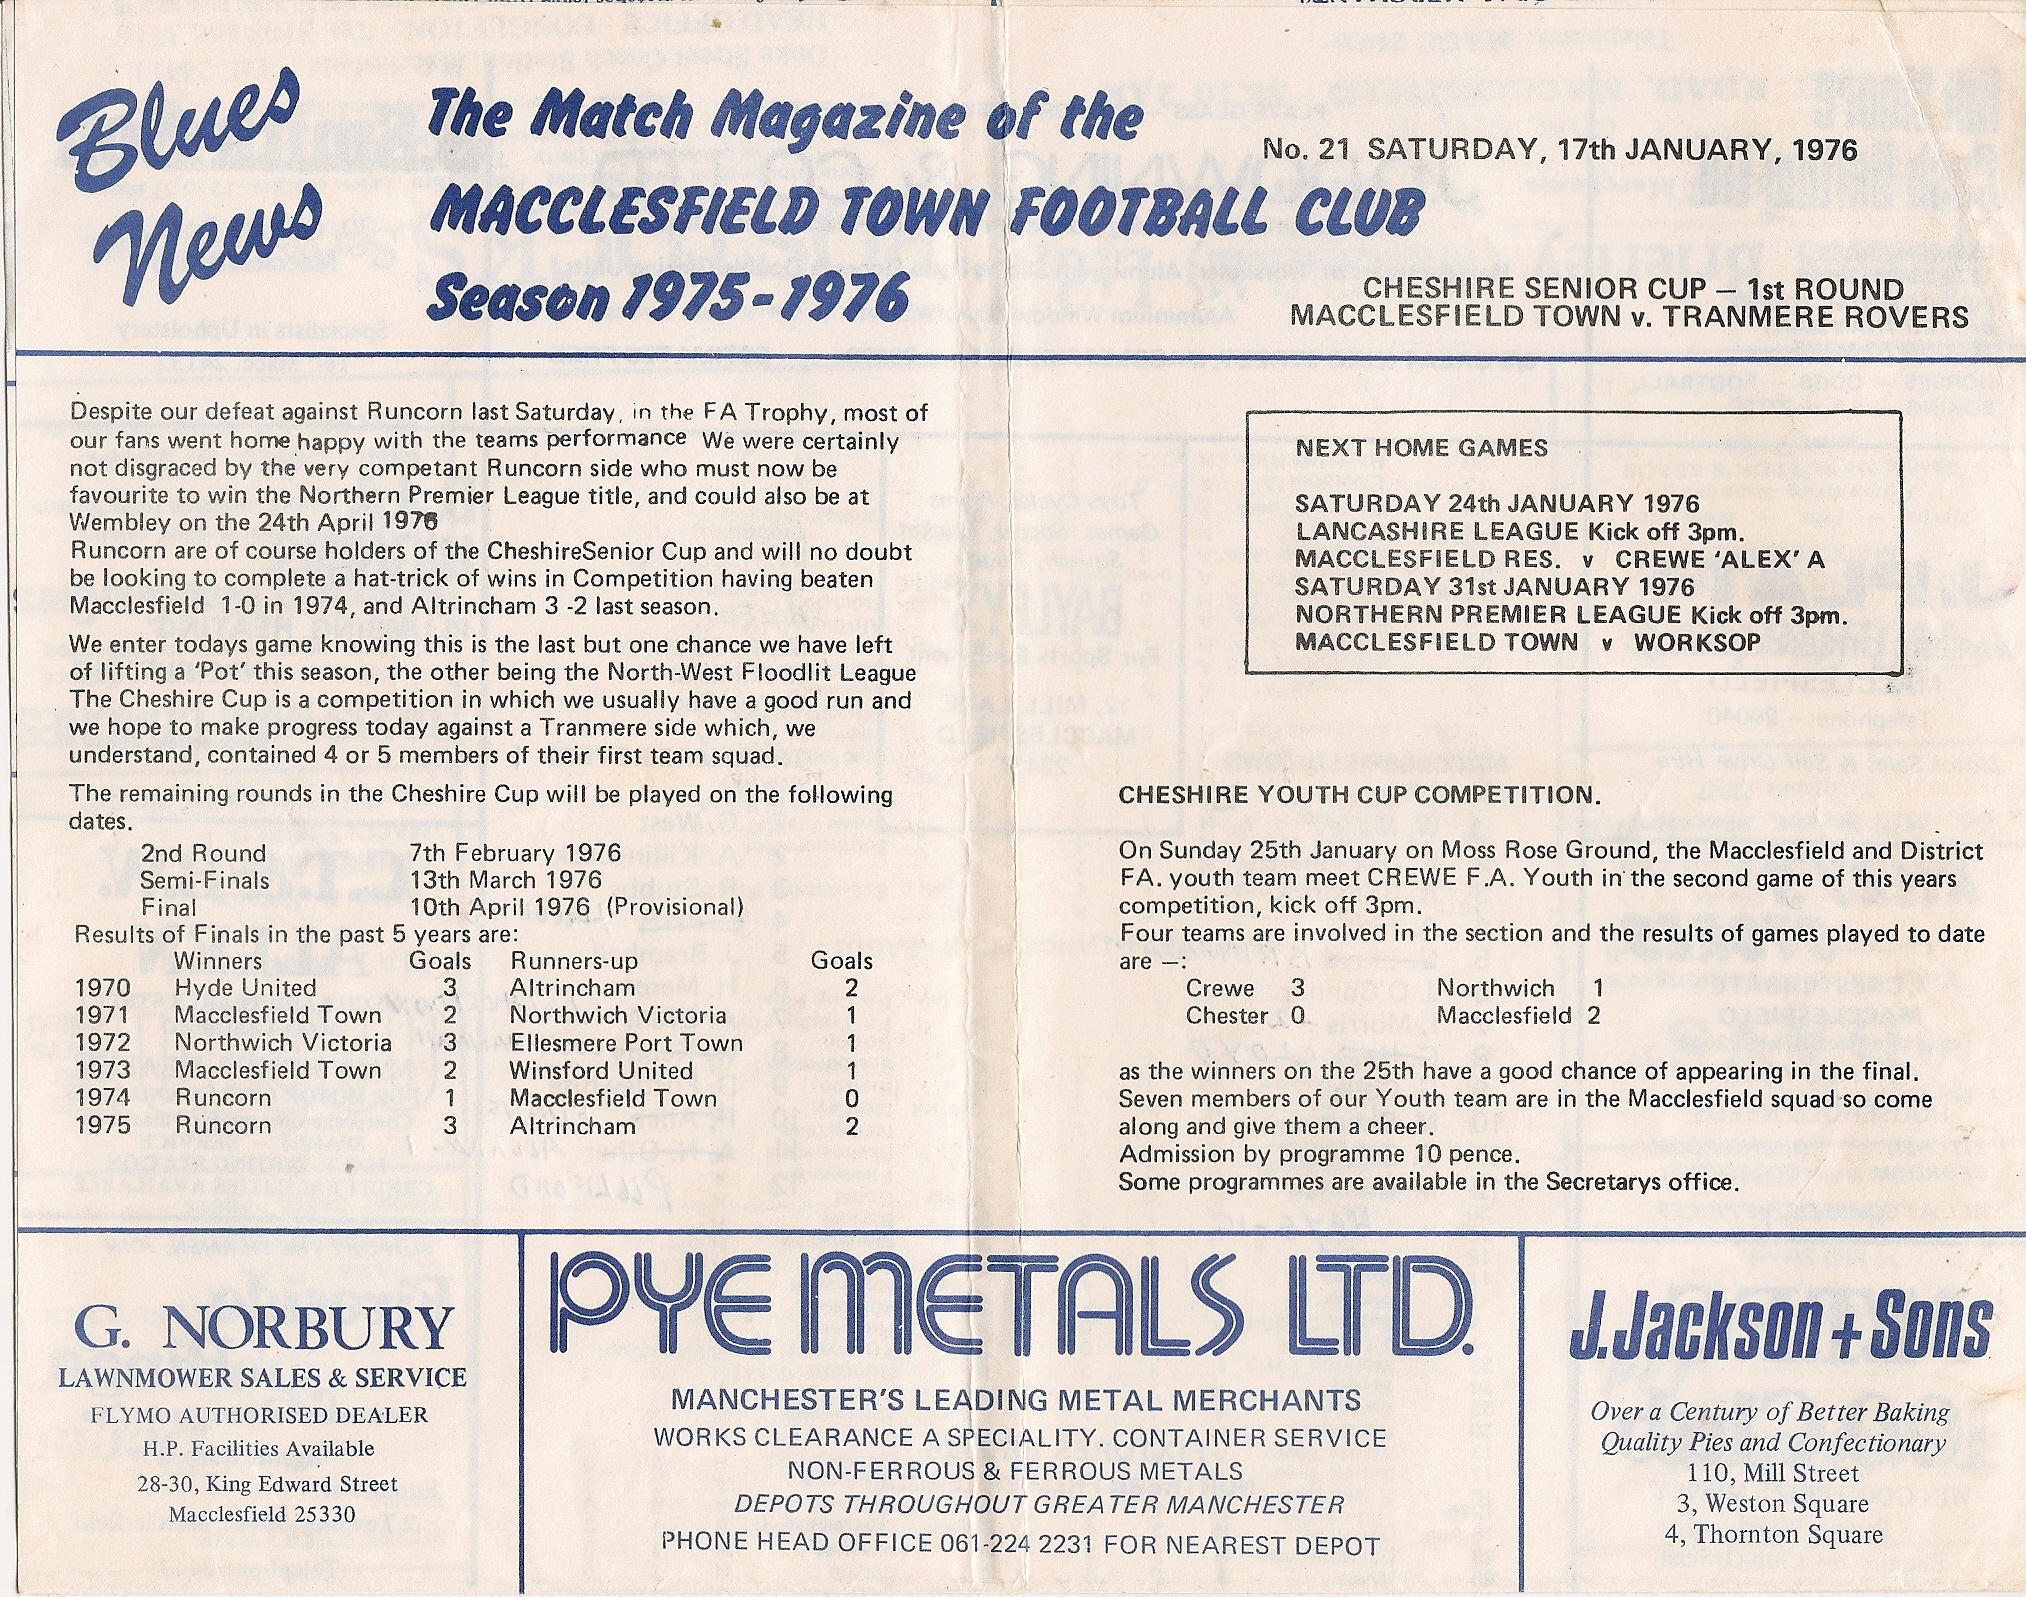 Blues
News
The Match Magazine of the
MACCLESFIELD TOWN FOOTBALL CLUB
Season 1975-1976
No. 21 SATURDAY, 17th JANUARY, 1976
CHESHIRE SENIOR CUP – 1st ROUND
MACCLESFIELD TOWN v. TRANMERE ROVERS
Despite our defeat against Runcorn last Saturday, in the FA Trophy, most of
our fans went home happy with the teams performance We were certainly
not disgraced by the very competant Runcorn side who must now be
favourite to win the Northern Premier League title, and could also be at
Wembley on the 24th April 1976
Runcorn are of course holders of the CheshireSenior Cup and will no doubt
be looking to complete a hat-trick of wins in Competition having beaten
Macclesfield 1-0 in 1974, and Altrincham 3 -2 last season.
We enter todays game knowing this is the last but one chance we have left
of lifting a 'Pot' this season, the other being the North-West Floodlit League
The Cheshire Cup is a competition in which we usually have a good run and
we hope to make progress today against a Tranmere side which, we
understand, contained 4 or 5 members of their first team squad.
The remaining rounds in the Cheshire Cup will be played on the following
dates.
2nd Round 7th February 1976
Semi-Finals 13th March 1976
Final 10th April 1976 (Provisional)
Results of Finals in the past 5 years are:
Winners Goals Runners-up Goals
1970 Hyde United 3 Altrincham 2
1971 Macclesfield Town 2 Northwich Victoria 1
1972 Northwich Victoria 3 Ellesmere Port Town 1
1973 Macclesfield Town 2 Winsford United 1
1974 Runcorn 1 Macclesfield Town 0
1975 Runcorn 3 Altrincham 2
NEXT HOME GAMES
SATURDAY 24th JANUARY 1976
LANCASHIRE LEAGUE Kick off 3pm.
MACCLESFIELD RES. v CREWE 'ALEX' A
SATURDAY 31st JANUARY 1976
NORTHERN PREMIER LEAGUE Kick off 3pm.
MACCLESFIELD TOWN v WORKSOP
CHESHIRE YOUTH CUP COMPETITION.
On Sunday 25th January on Moss Rose Ground, the Macclesfield and District
FA. youth team meet CREWE F.A. Youth in the second game of this years
competition, kick off 3pm.
Four teams are involved in the section and the results of games played to date
are –:
Crewe 3 Northwich 1
Chester 0 Macclesfield 2
as the winners on the 25th have a good chance of appearing in the final.
Seven members of our Youth team are in the Macclesfield squad so come
along and give them a cheer.
Admission by programme 10 pence.
Some programmes are available in the Secretarys office.
G. NORBURY
LAWNMOWER SALES & SERVICE
FLYMO AUTHORISED DEALER
H.P. Facilities Available
28-30, King Edward Street
Macclesfield 25330
PYE METALS LTD.
MANCHESTER'S LEADING METAL MERCHANTS
WORKS CLEARANCE A SPECIALITY. CONTAINER SERVICE
NON-FERROUS & FERROUS METALS
DEPOTS THROUGHOUT GREATER MANCHESTER
PHONE HEAD OFFICE 061-224 2231 FOR NEAREST DEPOT
J.Jackson + Sons
Over a Century of Better Baking
Quality Pies and Confectionary
110, Mill Street
3, Weston Square
4, Thornton Square